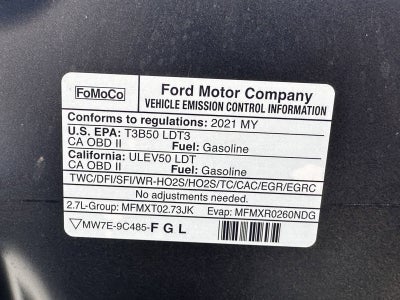 FoMoCo
Ford Motor Company
VEHICLE EMISSION CONTROL INFORMATION
Conforms to regulations: 2021 MY
U.S. EPA: T3B50 LDT3
CA OBD II Fuel: Gasoline
California: ULEV50 LDT
CA OBD II Fuel: Gasoline
TWC/DFI/SFI/WR-HO2S/HO2S/TC/CAC/EGR/EGRC
No adjustments needed.
2.7L-Group: MFMXT02.73JK Evap: MFMXR0260NDG
MW7E-9C485-F G L